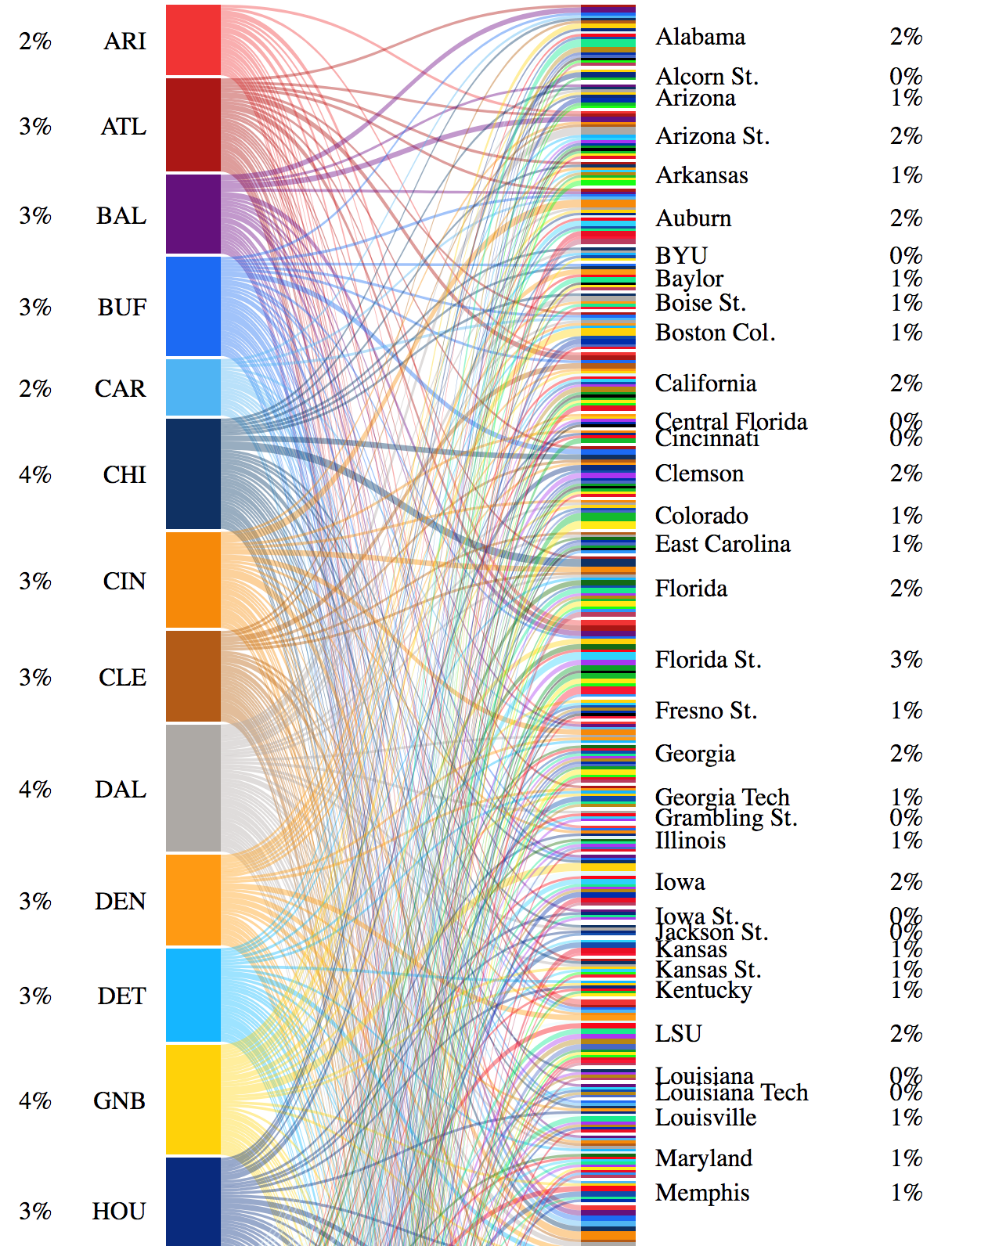 2% ARI
3% ATL
3% BAL
3% BUF
2% CAR
4% CHI
3% CIN
3% CLE
4% DAL
3% DEN
3% DET
4% GNB
3% HOU
Alabama 2%
Alcorn St. 0%
Arizona 1%
Arizona St. 2%
Arkansas 1%
Auburn 2%
BYU 0%
Baylor 1%
Boise St. 1%
Boston Col. 1%
California 2%
Central Florida 0%
Cincinnati 0%
Clemson 2%
Colorado 1%
East Carolina 1%
Florida 2%
Florida St. 3%
Fresno St. 1%
Georgia 2%
Georgia Tech 1%
Grambling St. 0%
Illinois 1%
Iowa 2%
Iowa St. 0%
Jackson St. 0%
Kansas 1%
Kansas St. 1%
Kentucky 1%
LSU 2%
Louisiana 0%
Louisiana Tech 0%
Louisville 1%
Maryland 1%
Memphis 1%